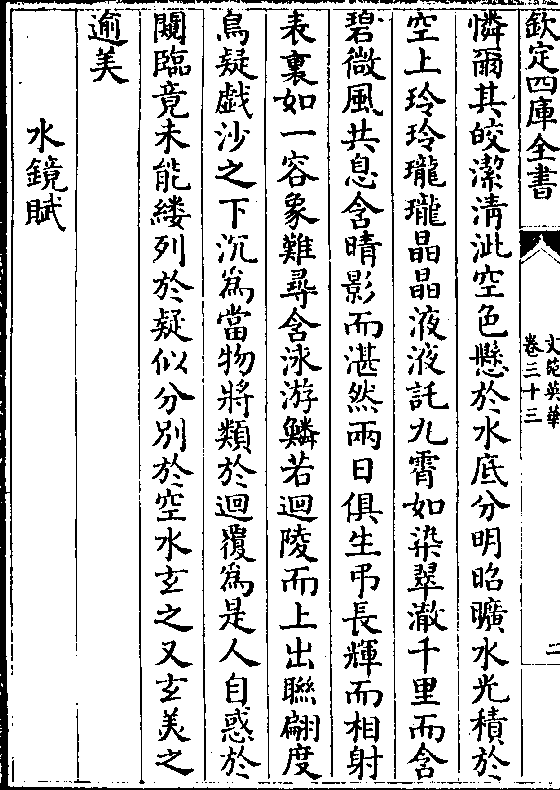 欽定四庫全書
文苑英華
卷三十三
二
憐爾其皎潔清泚空色懸於水底分明昭曠水光積於
空上玲玲瓏瓏晶晶液液託九霄如染翠澈千里而含
碧微風共息含晴影而湛然兩日俱生弔長輝而相射
表裏如一容象難尋含泳游鱗若迴陵而上出聯翩度
鳥疑戯沙之下沉為當物將類於迴覆為是人自惑於
闚臨竟未能縷列於疑似分別於空水玄之又玄美之
逾美
水鏡賦